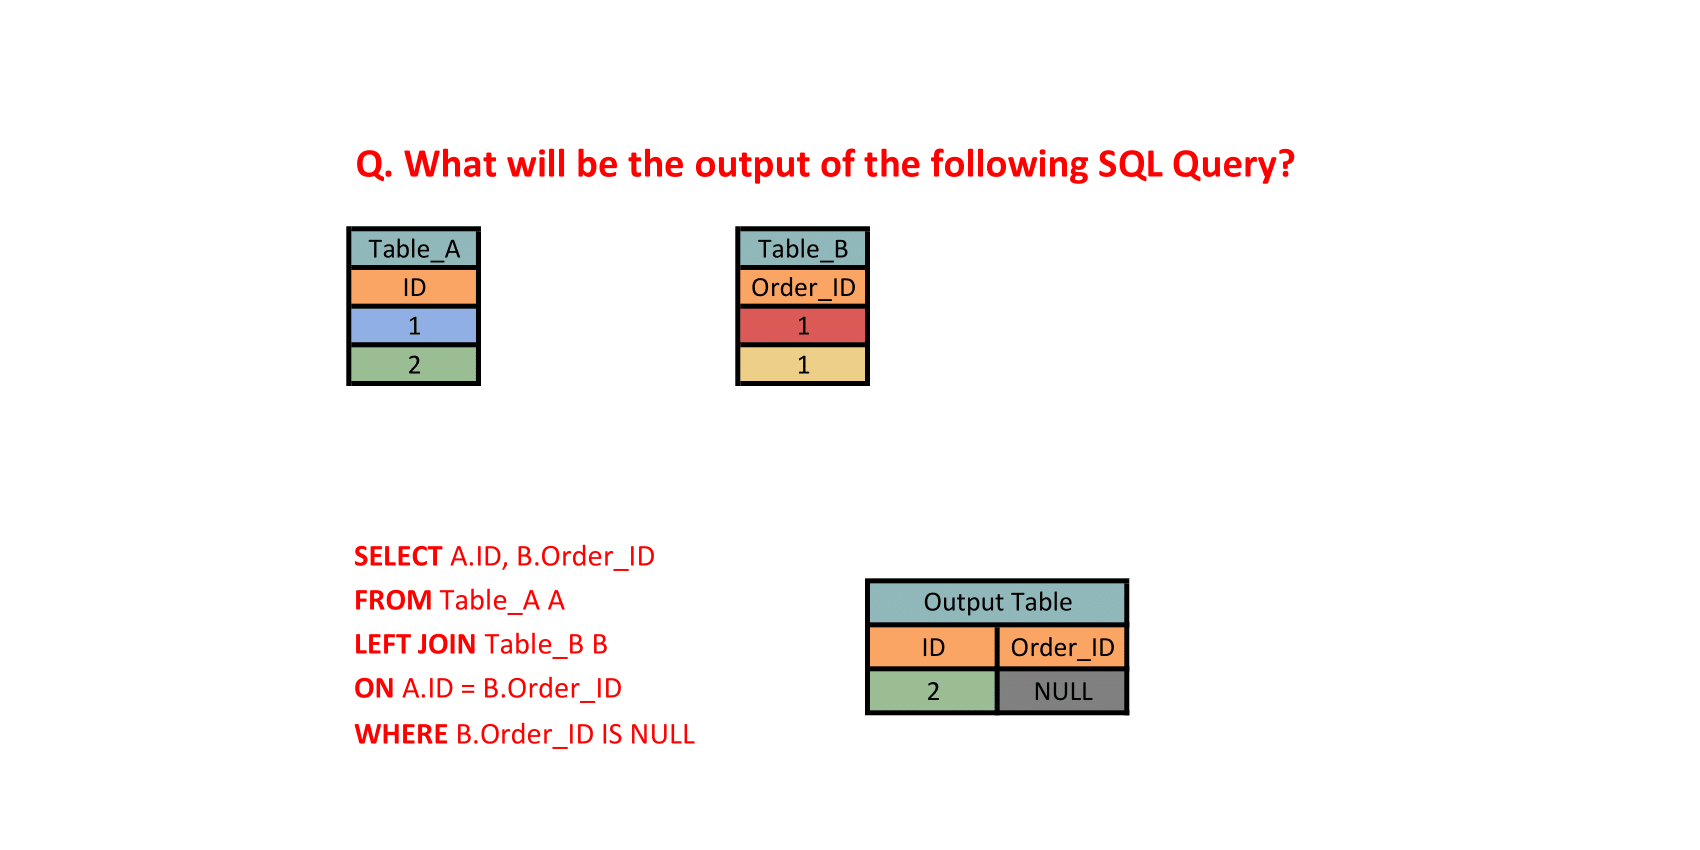 Q. What will be the output of the following SQL Query?
Table_A
ID
1
2
Table_B
Order_ID
1
1
SELECT A.ID, B.Order_ID
FROM Table_A A
LEFT JOIN Table_B B
ON A.ID = B.Order_ID
WHERE B.Order_ID IS NULL
Output Table
ID Order_ID
2 NULL